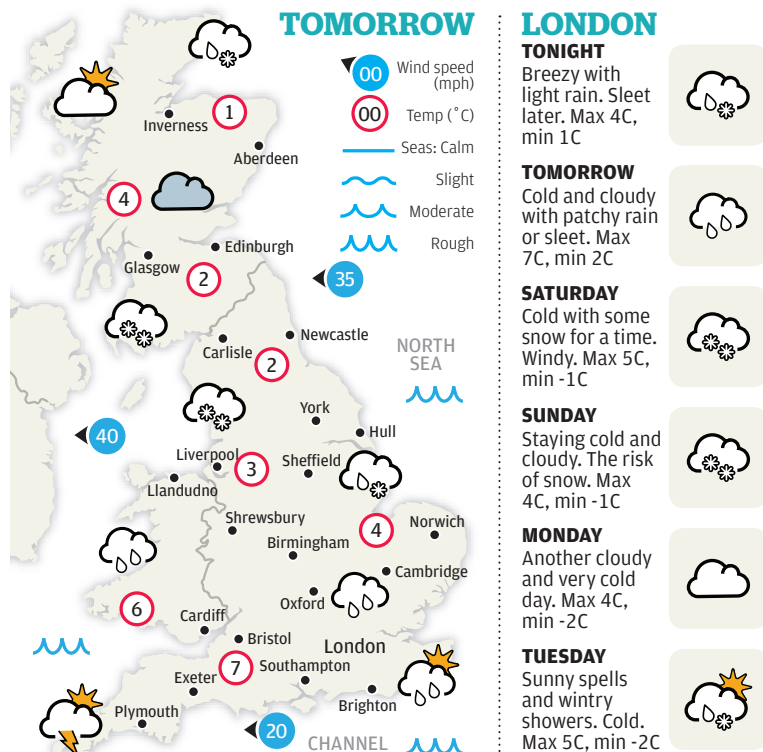 TOMORROW
00 Wind speed
(mph)
00 Temp (˚C)
Seas: Calm
Slight
Moderate
Rough
Inverness
1
Aberdeen
4
Edinburgh
Glasgow
2
35
Newcastle
Carlisle
2
NORTH
SEA
York
Hull
40
Liverpool
3
Sheffield
Llandudno
Shrewsbury
4
Norwich
Birmingham
Cambridge
6
Oxford
Cardiff
Bristol
London
7
Southampton
Exeter
Brighton
Plymouth
20
CHANNEL
LONDON
TONIGHT
Breezy with
light rain. Sleet
later. Max 4C,
min 1C
TOMORROW
Cold and cloudy
with patchy rain
or sleet. Max
7C, min 2C
SATURDAY
Cold with some
snow for a time.
Windy. Max 5C,
min -1C
SUNDAY
Staying cold and
cloudy. The risk
of snow. Max
4C, min -1C
MONDAY
Another cloudy
and very cold
day. Max 4C,
min -2C
TUESDAY
Sunny spells
and wintry
showers. Cold.
Max 5C, min -2C